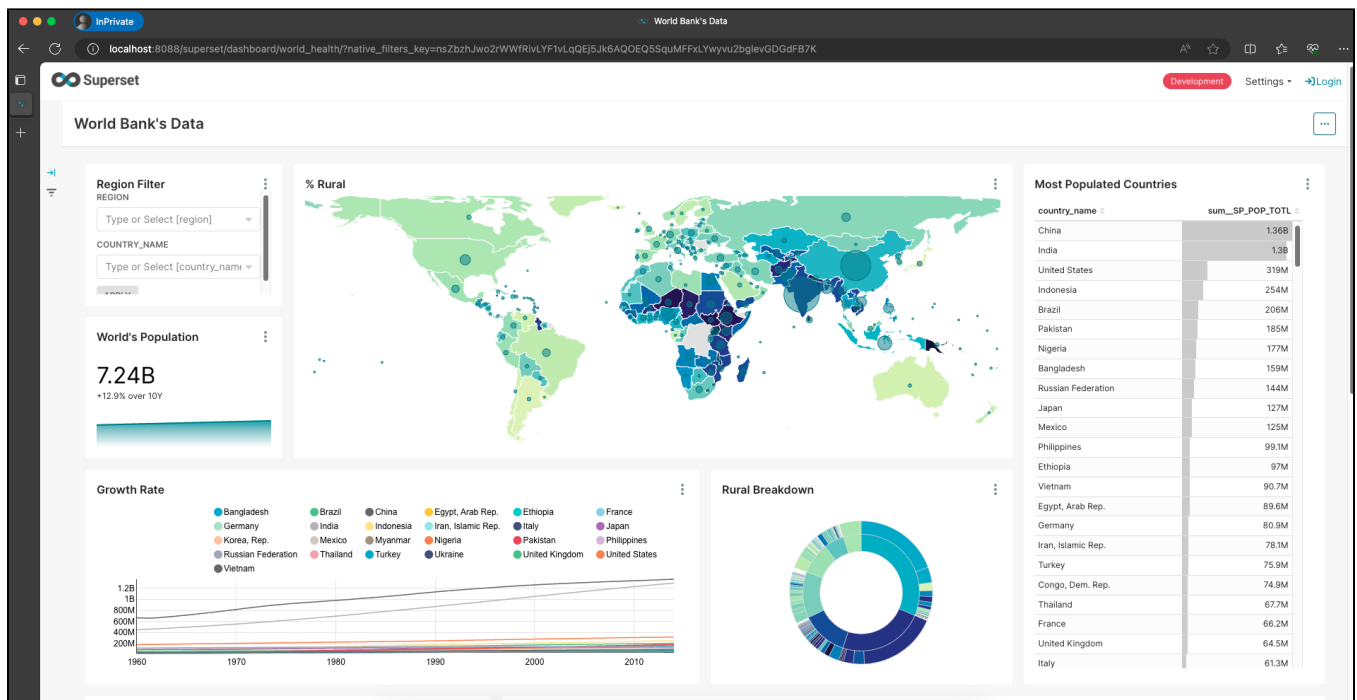 InPrivate
World Bank's Data
localhost:8088/superset/dashboard/world_health/?native_filters_key=nsZbzhJwo2rWWfRivLYF1vLqQEj5Jk6AQOEQ5SquMFFxLYwyvu2bglevGDGdFB7K
Superset
Development
Settings
Login
World Bank's Data
Region Filter
REGION
Type or Select [region]
COUNTRY_NAME
Type or Select [country_name
World's Population
7.24B
+12.9% over 10Y
% Rural
Most Populated Countries
country_name sum__SP_POP_TOTL
China 1.36B
India 1.3B
United States 319M
Indonesia 254M
Brazil 206M
Pakistan 185M
Nigeria 177M
Bangladesh 159M
Russian Federation 144M
Japan 127M
Mexico 125M
Philippines 99.1M
Ethiopia 97M
Vietnam 90.7M
Egypt, Arab Rep. 89.6M
Germany 80.9M
Iran, Islamic Rep. 78.1M
Turkey 75.9M
Congo, Dem. Rep. 74.9M
Thailand 67.7M
France 66.2M
United Kingdom 64.5M
Italy 61.3M
Growth Rate
Bangladesh Brazil China Egypt, Arab Rep. Ethiopia France
Germany India Indonesia Iran, Islamic Rep. Italy Japan
Korea, Rep. Mexico Myanmar Nigeria Pakistan Philippines
Russian Federation Thailand Turkey Ukraine United Kingdom United States
Vietnam
1.2B
1B
800M
600M
400M
200M
1960 1970 1980 1990 2000 2010
Rural Breakdown